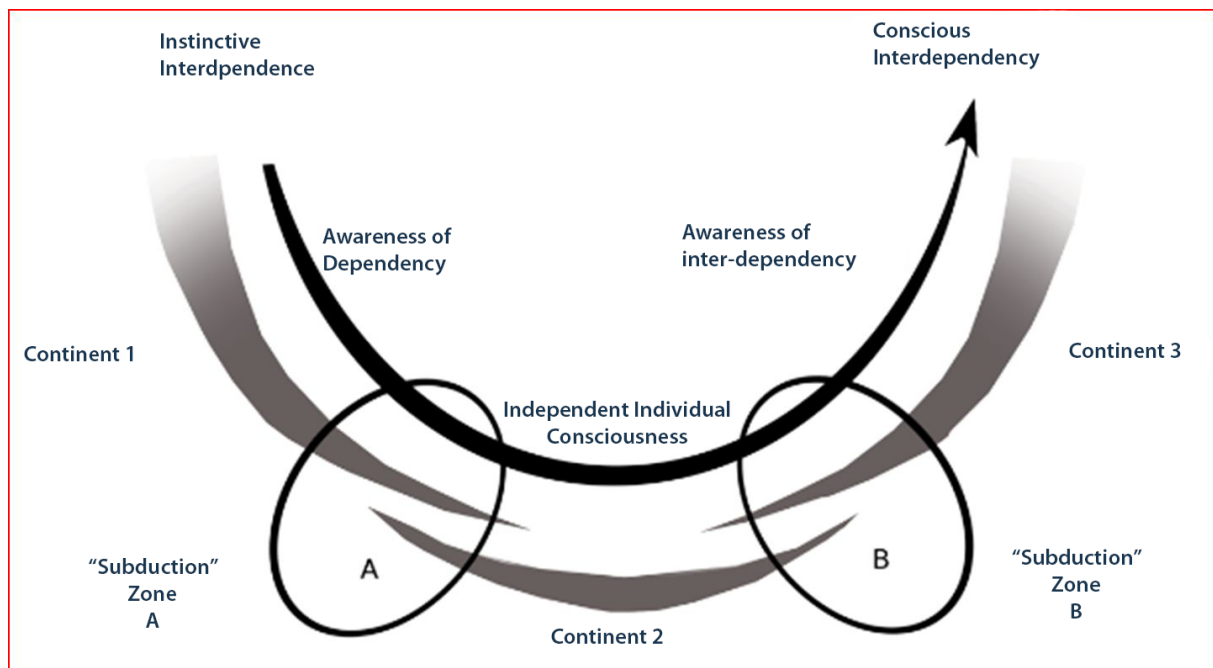 Instinctive
Interdpendence
Conscious
Interdependency
Awareness of
Dependency
Awareness of
inter-dependency
Continent 1
Continent 3
Independent Individual
Consciousness
A
B
“Subduction”
Zone
A
“Subduction”
Zone
B
Continent 2